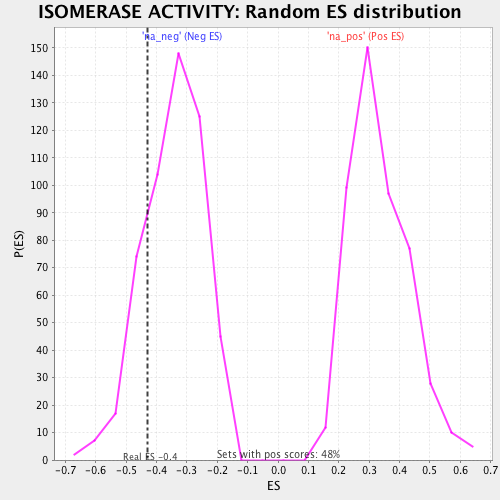 ISOMERASE ACTIVITY: Random ES distribution
'na_neg' (Neg ES) 'na_pos' (Pos ES)
150
140
130
120
110
100
90
80
70
60
50
40
30
20
10
0
P(ES)
Real ES -0.4 Sets with pos scores: 48%
-0.7 -0.6 -0.5 -0.4 -0.3 -0.2 -0.1 0.0 0.1 0.2 0.3 0.4 0.5 0.6 0.7
ES